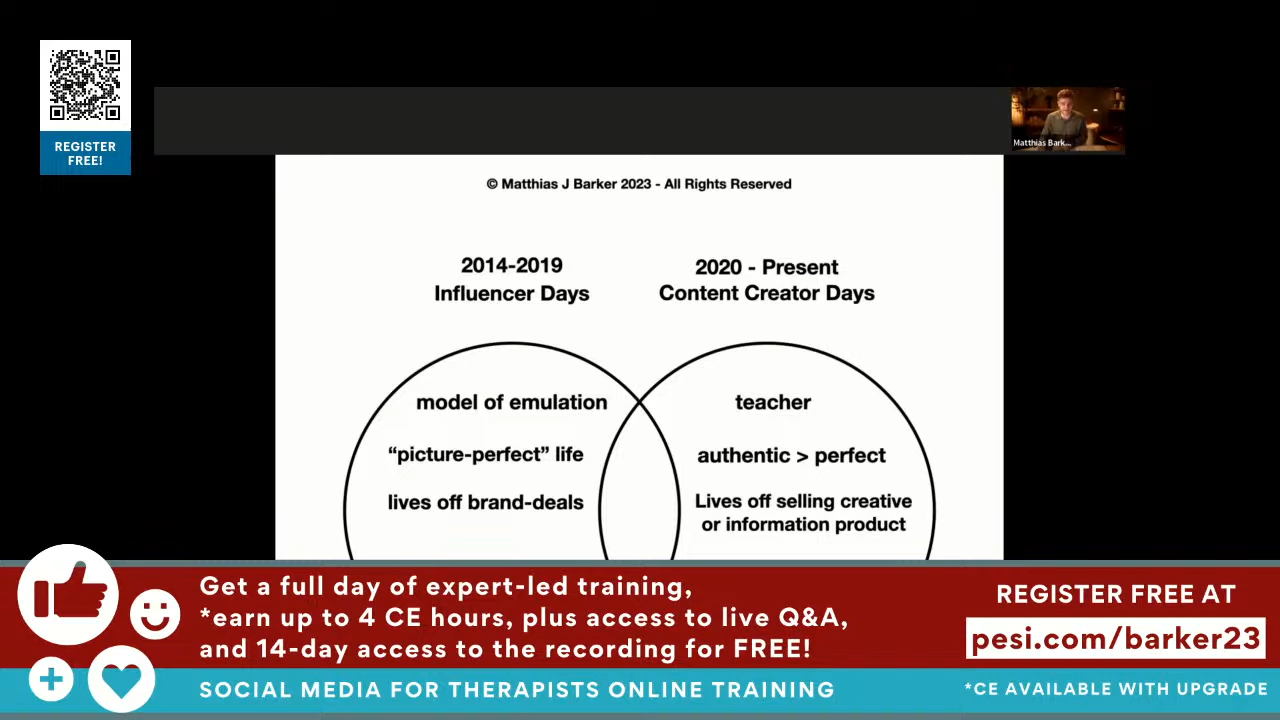 REGISTER
FREE!
Matthias Bark...
© Matthias J Barker 2023 - All Rights Reserved
2014-2019
Influencer Days
2020 - Present
Content Creator Days
model of emulation
“picture-perfect” life
lives off brand-deals
teacher
authentic > perfect
Lives off selling creative
or information product
Get a full day of expert-led training,
*earn up to 4 CE hours, plus access to live Q&A,
and 14-day access to the recording for FREE!
REGISTER FREE AT
pesi.com/barker23
SOCIAL MEDIA FOR THERAPISTS ONLINE TRAINING
*CE AVAILABLE WITH UPGRADE